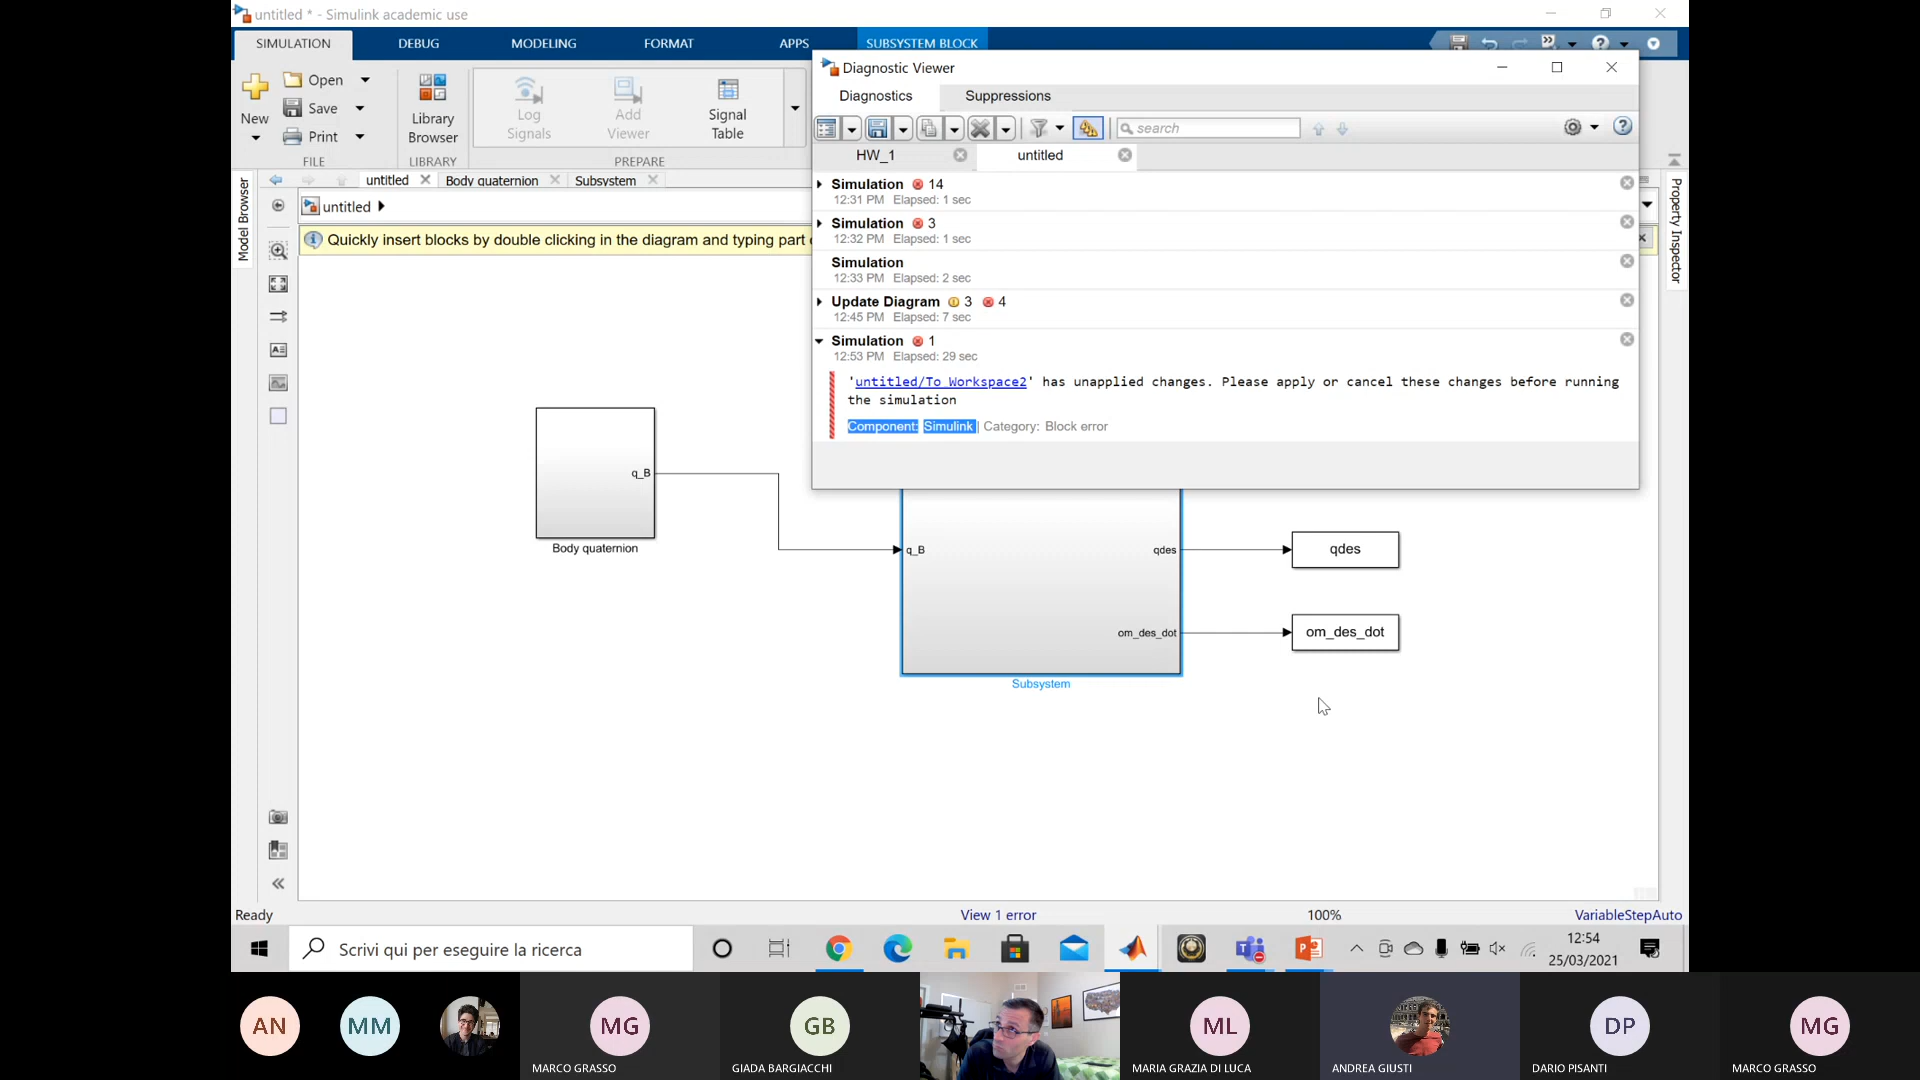 untitled * - Simulink academic use
SIMULATION
DEBUG
MODELING
FORMAT
APPS
SUBSYSTEM BLOCK
New
Open
Save
Print
FILE
Library
Browser
LIBRARY
Log
Signals
Add
Viewer
Signal
Table
PREPARE
Model Browser
untitled
Body quaternion
Subsystem
untitled
Quickly insert blocks by double clicking in the diagram and typing part
Property Inspector
Diagnostic Viewer
Diagnostics
Suppressions
search
HW_1
untitled
Simulation 14
12:31 PM Elapsed: 1 sec
Simulation 3
12:32 PM Elapsed: 1 sec
Simulation
12:33 PM Elapsed: 2 sec
Update Diagram 3 4
12:45 PM Elapsed: 7 sec
Simulation 1
12:53 PM Elapsed: 29 sec
'untitled/To Workspace2' has unapplied changes. Please apply or cancel these changes before running
the simulation
Component: Simulink | Category: Block error
q_B
Body quaternion
q_B
qdes
om_des_dot
Subsystem
qdes
om_des_dot
Ready
View 1 error
100%
VariableStepAuto
Scrivi qui per eseguire la ricerca
12:54
25/03/2021
AN
MM
MG
MARCO GRASSO
GB
GIADA BARGIACCHI
ML
MARIA GRAZIA DI LUCA
ANDREA GIUSTI
DP
DARIO PISANTI
MG
MARCO GRASSO